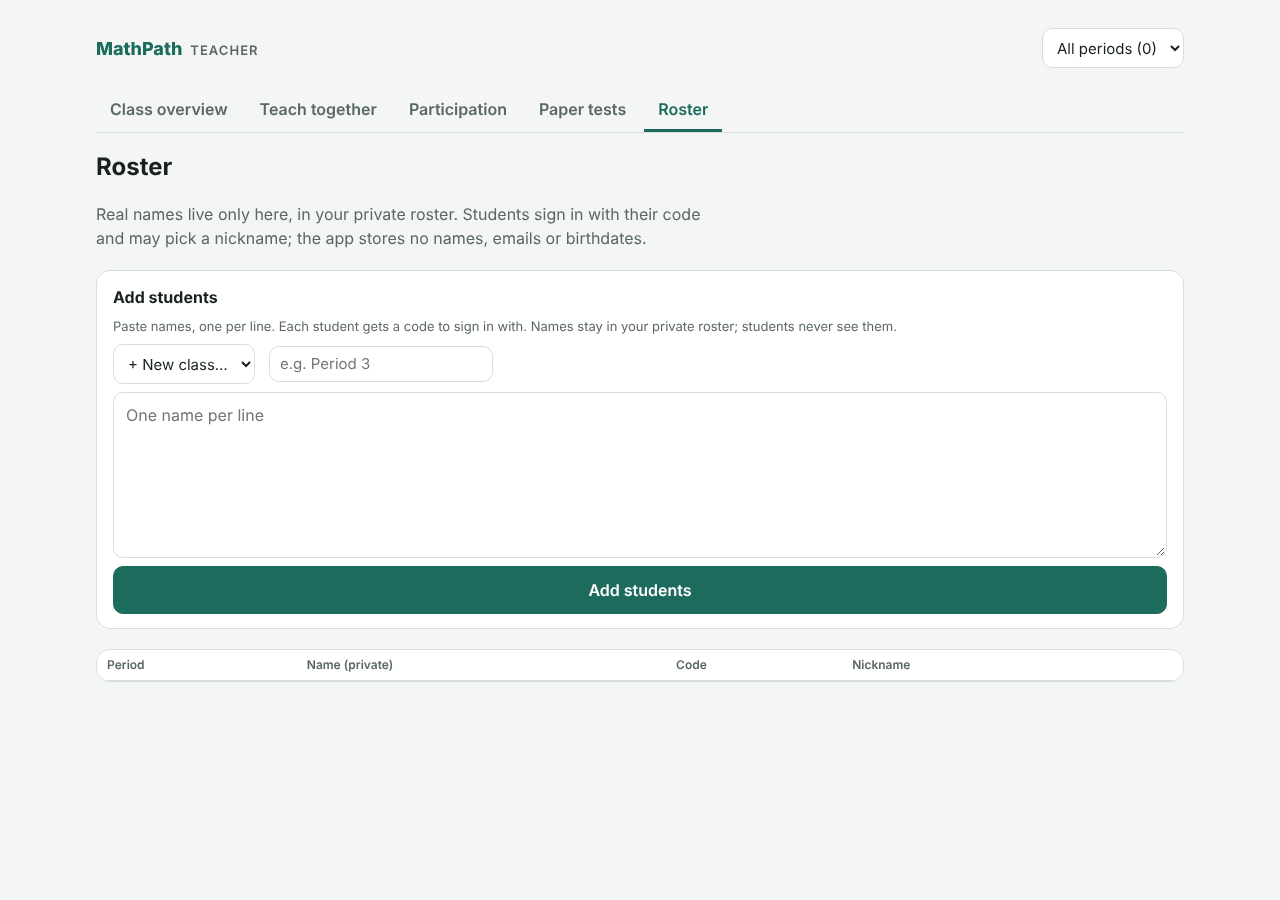 MathPath TEACHER
All periods (0)
Class overview Teach together Participation Paper tests Roster
Roster
Real names live only here, in your private roster. Students sign in with their code
and may pick a nickname; the app stores no names, emails or birthdates.
Add students
Paste names, one per line. Each student gets a code to sign in with. Names stay in your private roster; students never see them.
+ New class... e.g. Period 3
One name per line
Add students
Period Name (private) Code Nickname